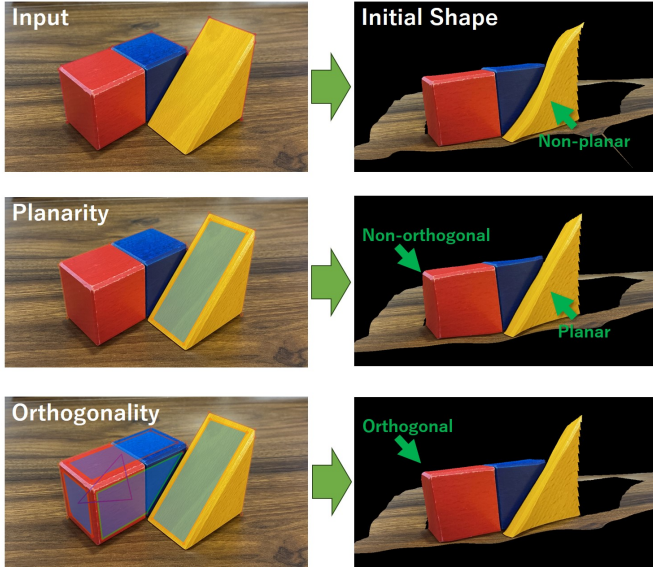 Input
Initial Shape
Non-planar
Planarity
Non-orthogonal
Planar
Orthogonality
Orthogonal